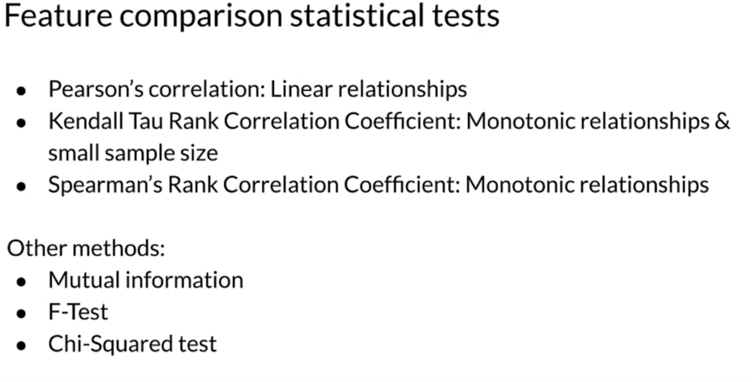 Feature comparison statistical tests
● Pearson’s correlation: Linear relationships
● Kendall Tau Rank Correlation Coefficient: Monotonic relationships &
small sample size
● Spearman’s Rank Correlation Coefficient: Monotonic relationships
Other methods:
● Mutual information
● F-Test
● Chi-Squared test